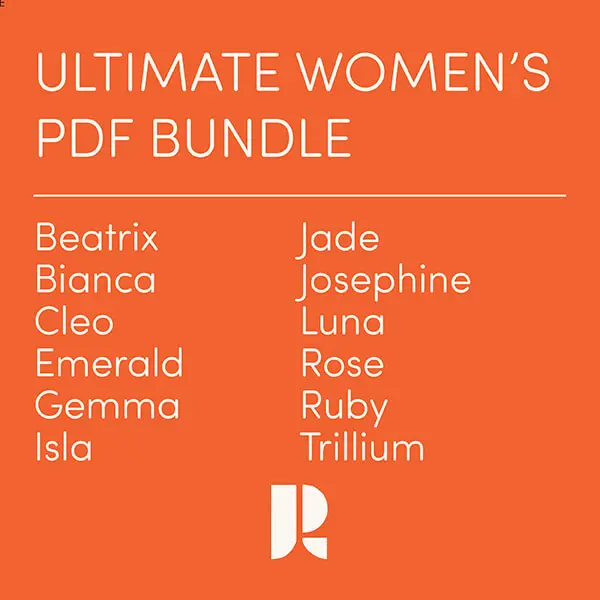 ULTIMATE WOMEN'S
PDF BUNDLE
Beatrix
Bianca
Cleo
Emerald
Gemma
Isla
Jade
Josephine
Luna
Rose
Ruby
Trillium